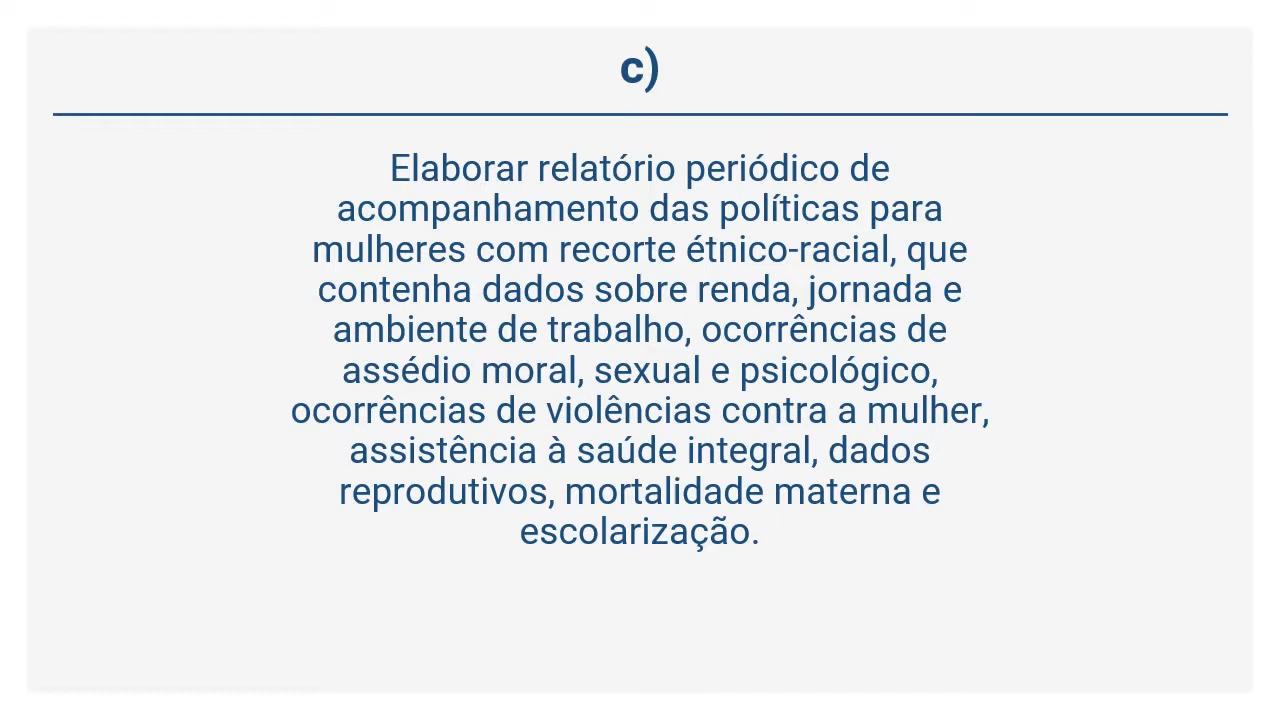 c)
Elaborar relatório periódico de
acompanhamento das políticas para
mulheres com recorte étnico-racial, que
contenha dados sobre renda, jornada e
ambiente de trabalho, ocorrências de
assédio moral, sexual e psicológico,
ocorrências de violências contra a mulher,
assistência à saúde integral, dados
reprodutivos, mortalidade materna e
escolarização.